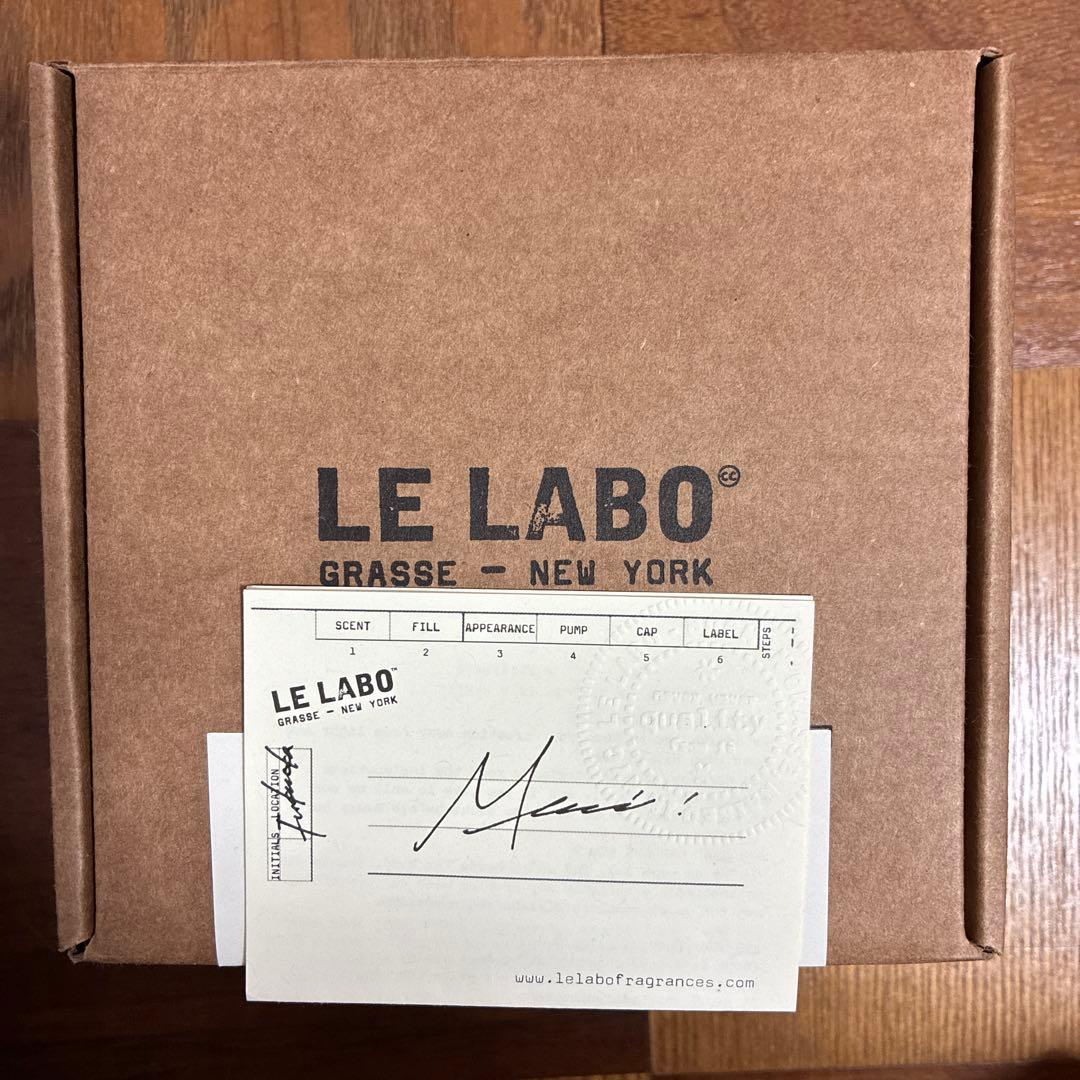 LE LABO
GRASSE – NEW YORK
SCENT FILL APPEARANCE PUMP CAP LABEL STEPS
1 2 3 4 5 6
LE LABO™
GRASSE – NEW YORK
quality
INITIALS LOCATION
Merci!
www.lelabofragrances.com